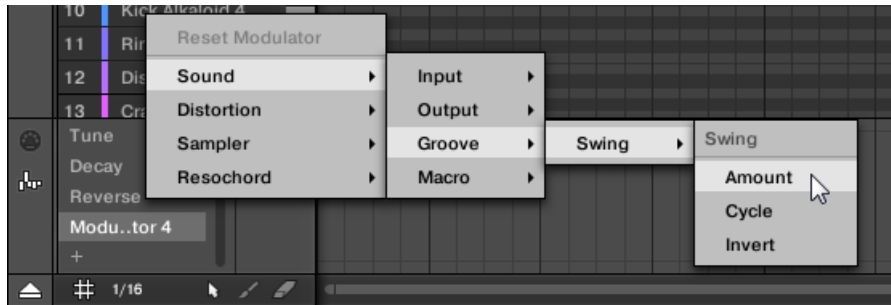 10 Kick Alkaloid 4
11 Rin
12 Dis
13 Cra
Reset Modulator
Sound
Distortion
Sampler
Resochord
Input
Output
Groove
Macro
Swing
Swing
Amount
Cycle
Invert
Tune
Decay
Reverse
Modu..tor 4
+
1/16